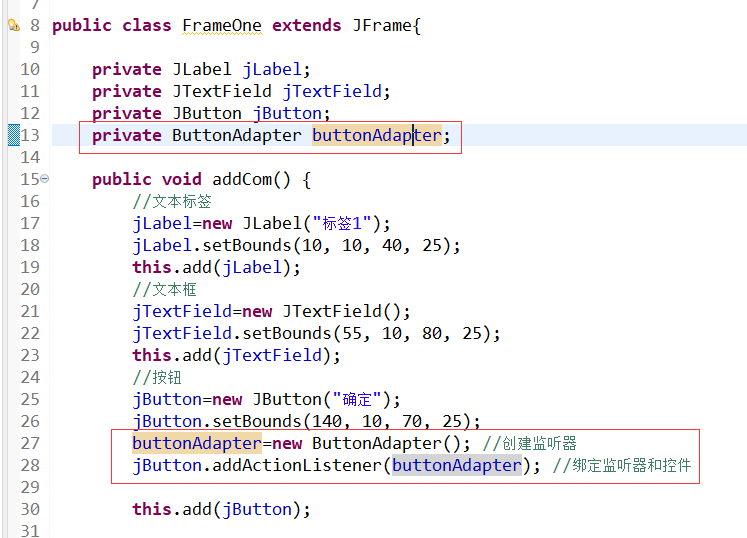 7
8 public class FrameOne extends JFrame{
9
10 private JLabel jLabel;
11 private JTextField jTextField;
12 private JButton jButton;
13 private ButtonAdapter buttonAdapter;
14
15 public void addCom() {
16 //文本标签
17 jLabel=new JLabel("标签1");
18 jLabel.setBounds(10, 10, 40, 25);
19 this.add(jLabel);
20 //文本框
21 jTextField=new JTextField();
22 jTextField.setBounds(55, 10, 80, 25);
23 this.add(jTextField);
24 //按钮
25 jButton=new JButton("确定");
26 jButton.setBounds(140, 10, 70, 25);
27 buttonAdapter=new ButtonAdapter(); //创建监听器
28 jButton.addActionListener(buttonAdapter); //绑定监听器和控件
29
30 this.add(jButton);
31